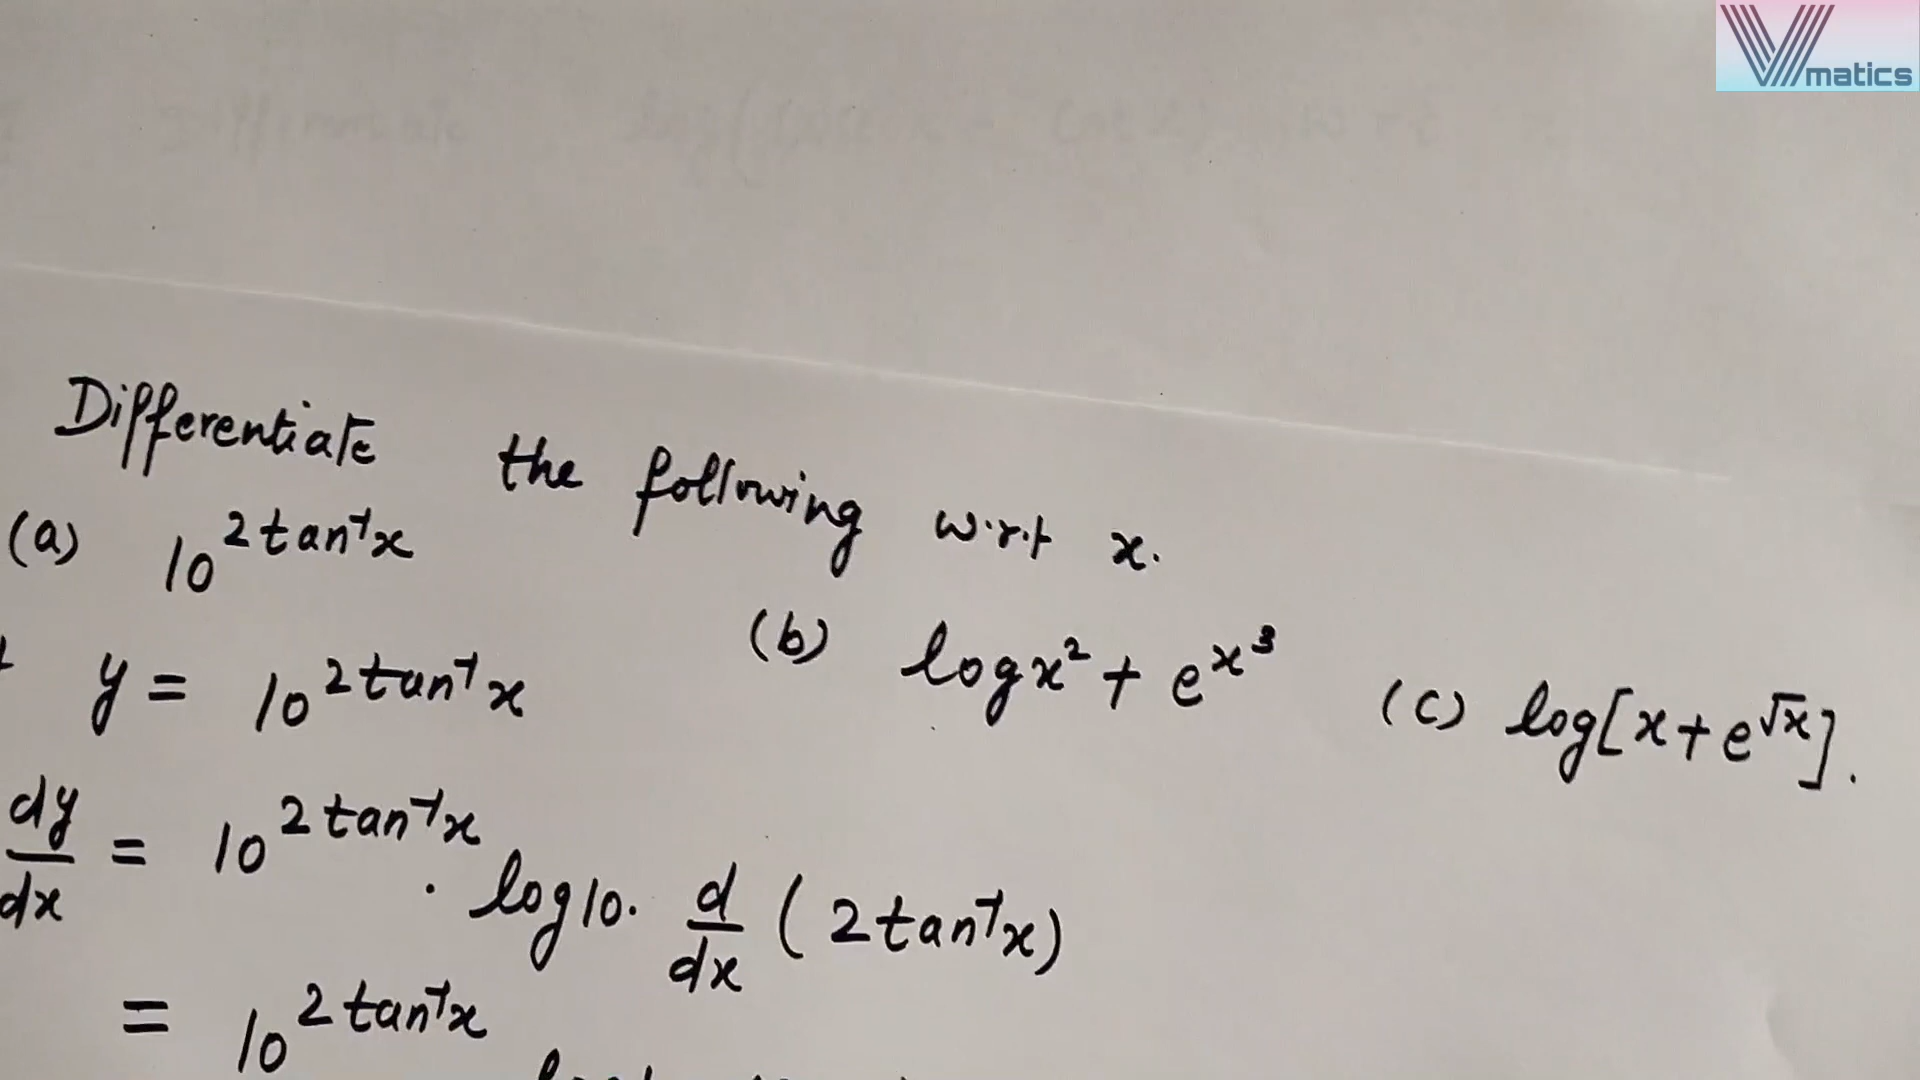 Vmatics
Differentiate the following w.r.t x.
(a) 10^{2tan⁻¹x} (b) log x² + e^{x³} (c) log[x + e^{√x}].
y = 10^{2tan⁻¹x}
dy/dx = 10^{2tan⁻¹x} . log10. d/dx (2tan⁻¹x)
= 10^{2tan⁻¹x}